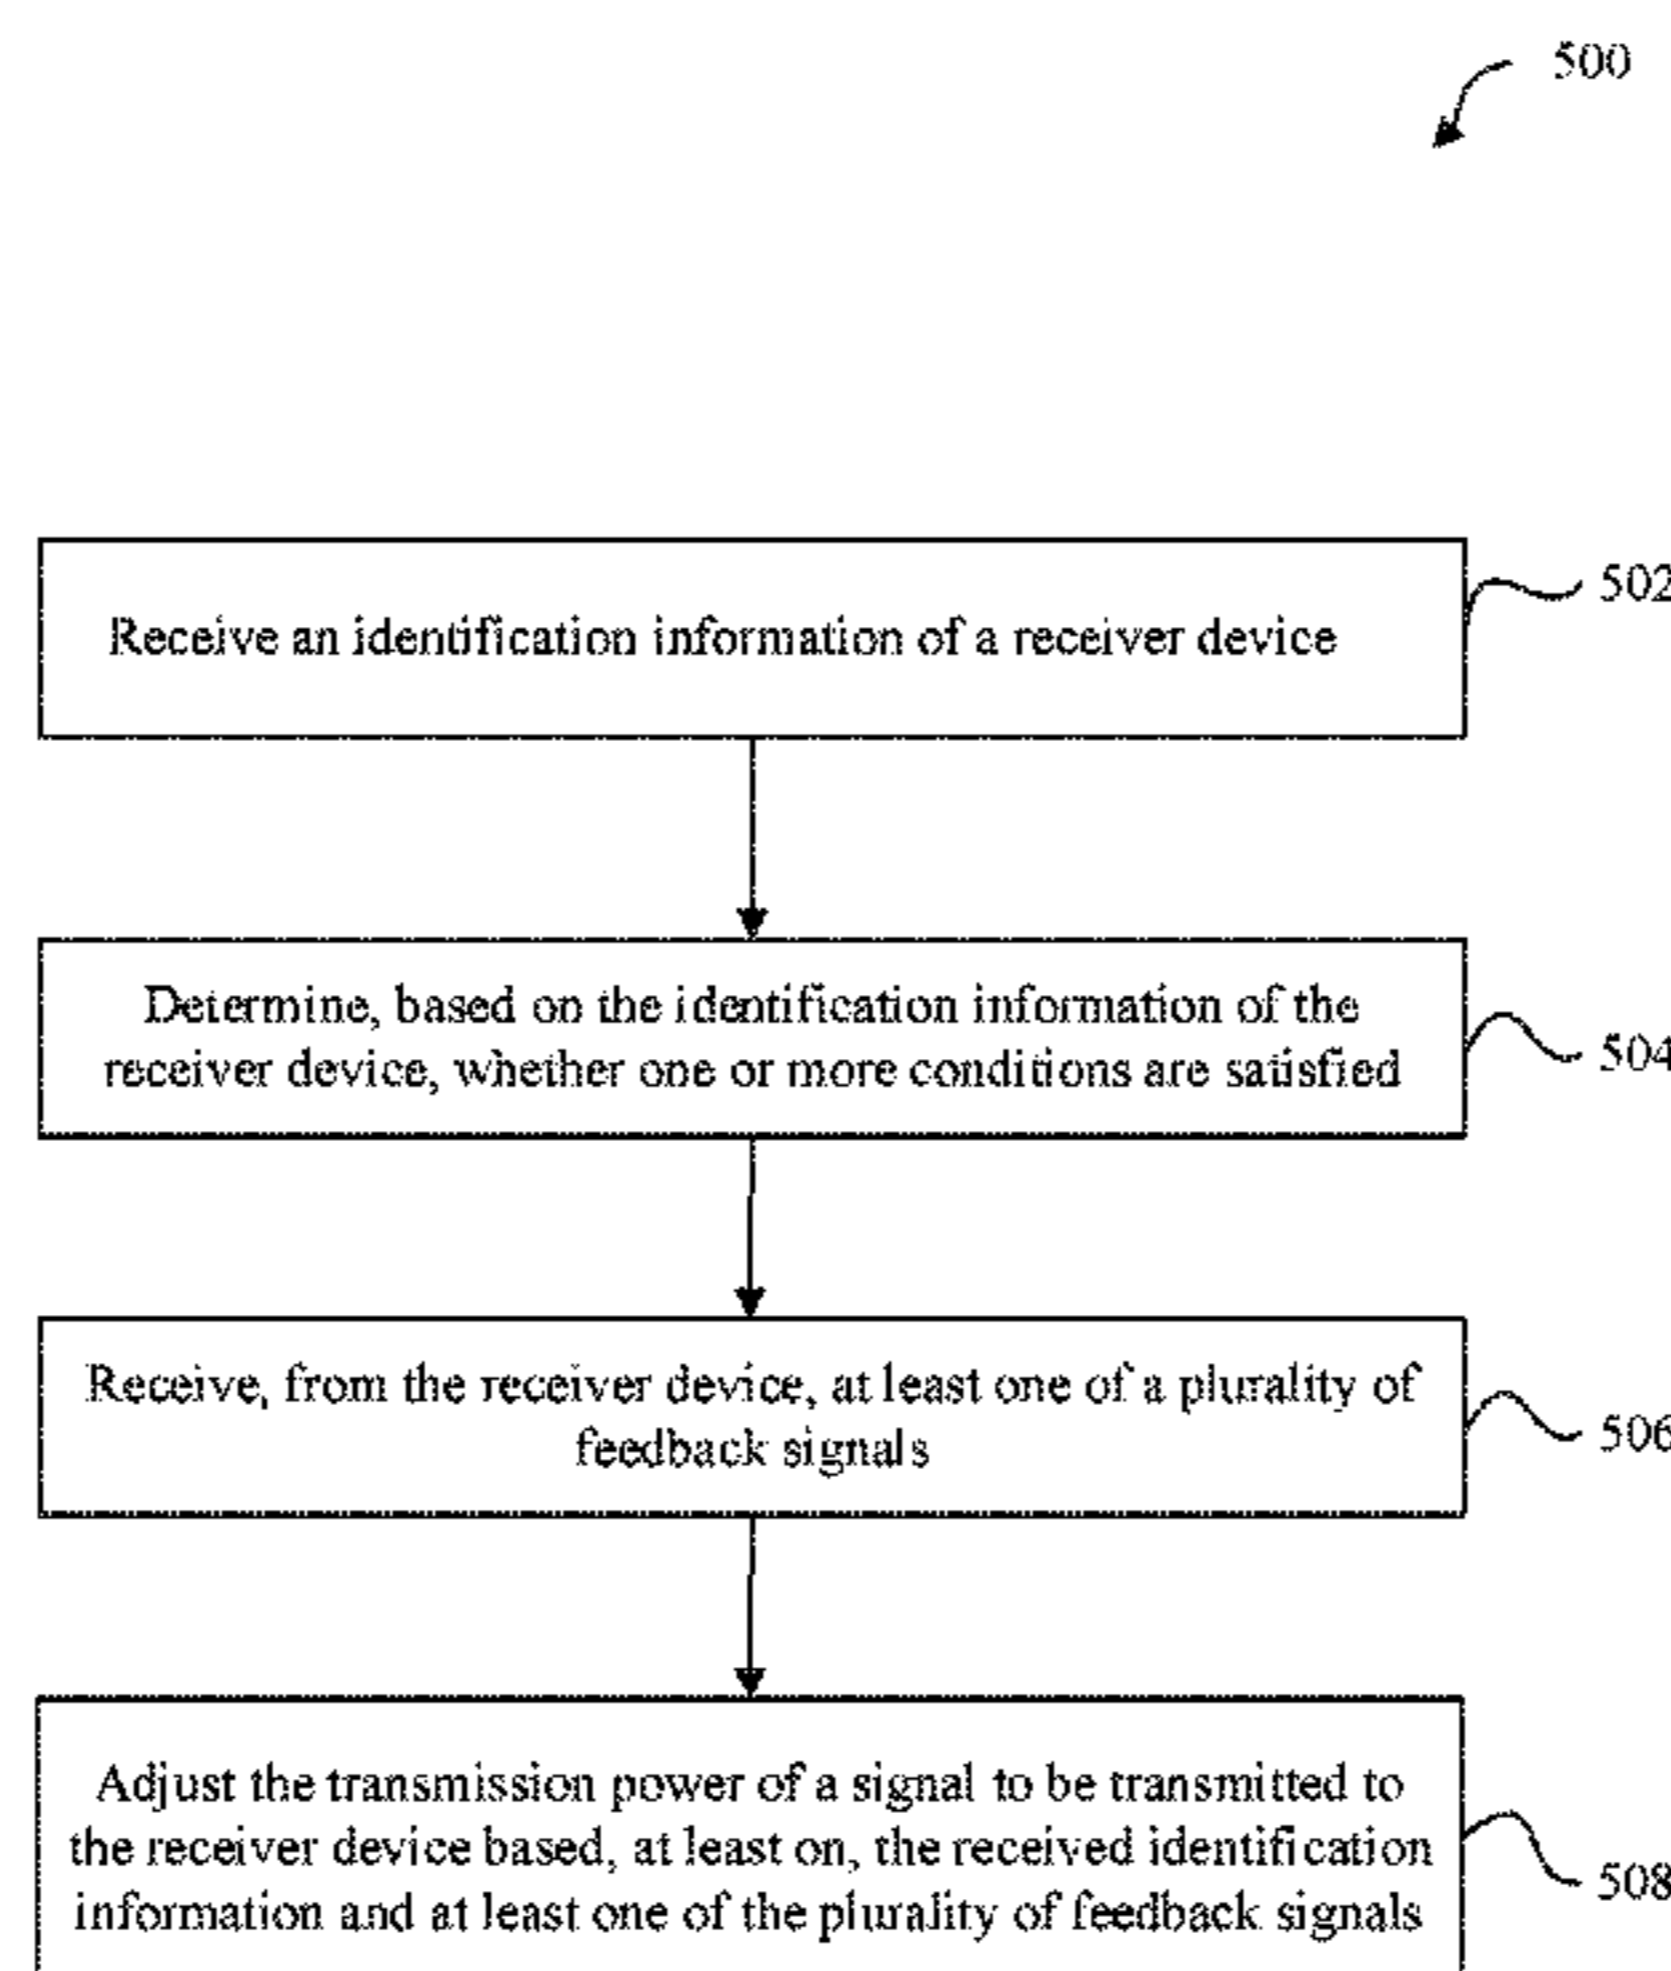 500
Receive an identification information of a receiver device
502
Determine, based on the identification information of the
receiver device, whether one or more conditions are satisfied
504
Receive, from the receiver device, at least one of a plurality of
feedback signals
506
Adjust the transmission power of a signal to be transmitted to
the receiver device based, at least on, the received identification
information and at least one of the plurality of feedback signals
508